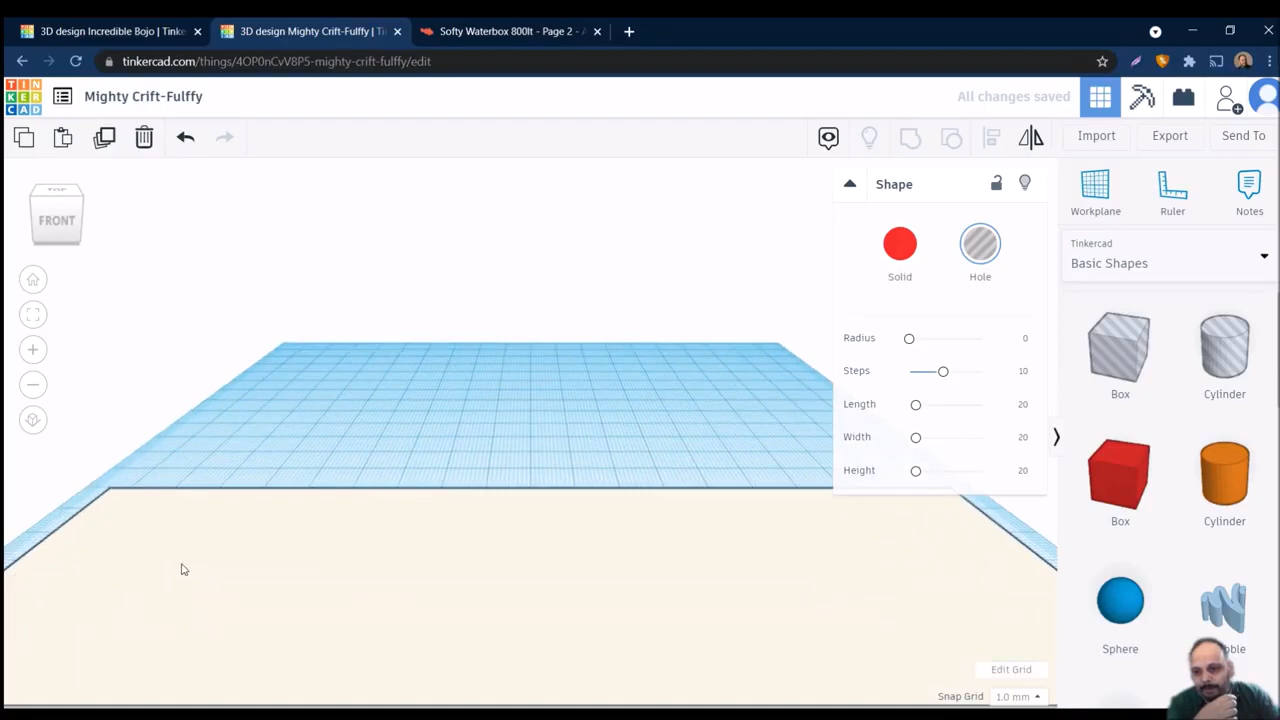 3D design Incredible Bojo | Tinke
3D design Mighty Crift-Fulffy | Ti
Softy Waterbox 800lt - Page 2 - A
tinkercad.com/things/4OP0nCvV8P5-mighty-crift-fulffy/edit
TIN
KER
CAD
Mighty Crift-Fulffy
All changes saved
Import
Export
Send To
TOP
FRONT
Shape
Solid
Hole
Radius 0
Steps 10
Length 20
Width 20
Height 20
Workplane
Ruler
Notes
Tinkercad
Basic Shapes
Box
Cylinder
Box
Cylinder
Sphere
Edit Grid
Snap Grid 1.0 mm